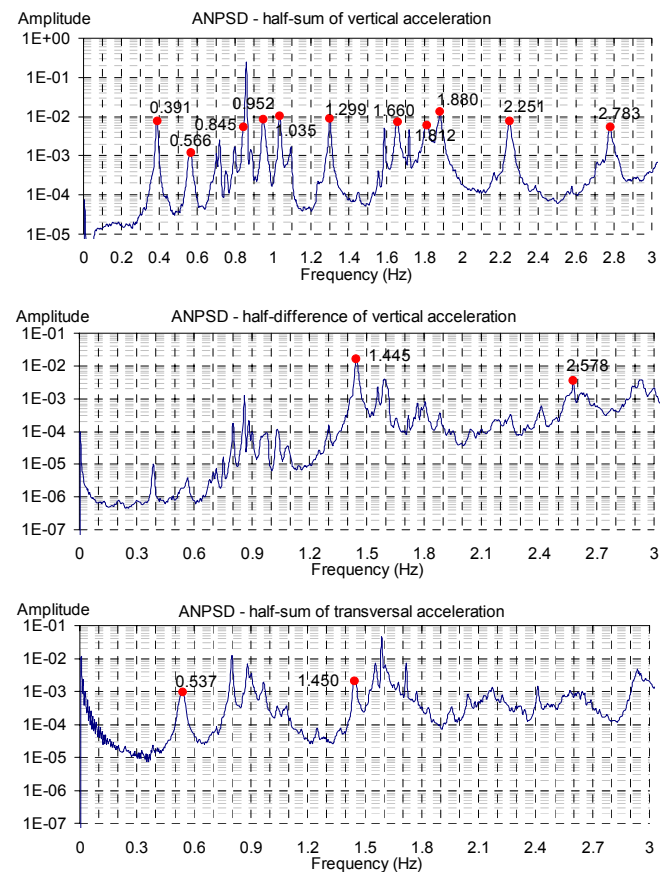 Amplitude ANPSD - half-sum of vertical acceleration
1E+00
1E-01
1E-02
1E-03
1E-04
1E-05
0.391
0.566
0.845
0.952
1.035
1.299
1.660
1.812
1.880
2.251
2.783
0 0.2 0.4 0.6 0.8 1 1.2 1.4 1.6 1.8 2 2.2 2.4 2.6 2.8 3
Frequency (Hz)
Amplitude ANPSD - half-difference of vertical acceleration
1E-01
1E-02
1E-03
1E-04
1E-05
1E-06
1E-07
1.445
2.578
0 0.3 0.6 0.9 1.2 1.5 1.8 2.1 2.4 2.7 3
Frequency (Hz)
Amplitude ANPSD - half-sum of transversal acceleration
1E-01
1E-02
1E-03
1E-04
1E-05
1E-06
1E-07
0.537
1.450
0 0.3 0.6 0.9 1.2 1.5 1.8 2.1 2.4 2.7 3
Frequency (Hz)